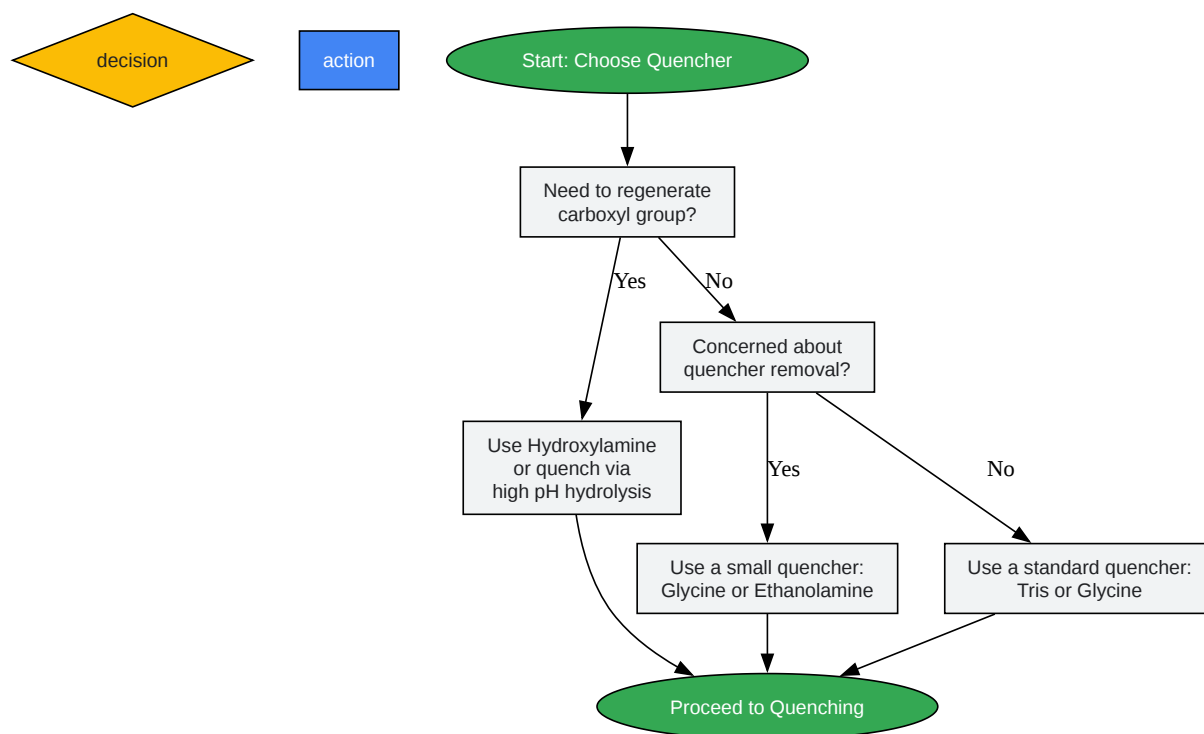 decision
action
Start: Choose Quencher
Need to regenerate
carboxyl group?
Yes
No
Concerned about
quencher removal?
Use Hydroxylamine
or quench via
high pH hydrolysis
Yes
No
Use a small quencher:
Glycine or Ethanolamine
Use a standard quencher:
Tris or Glycine
Proceed to Quenching